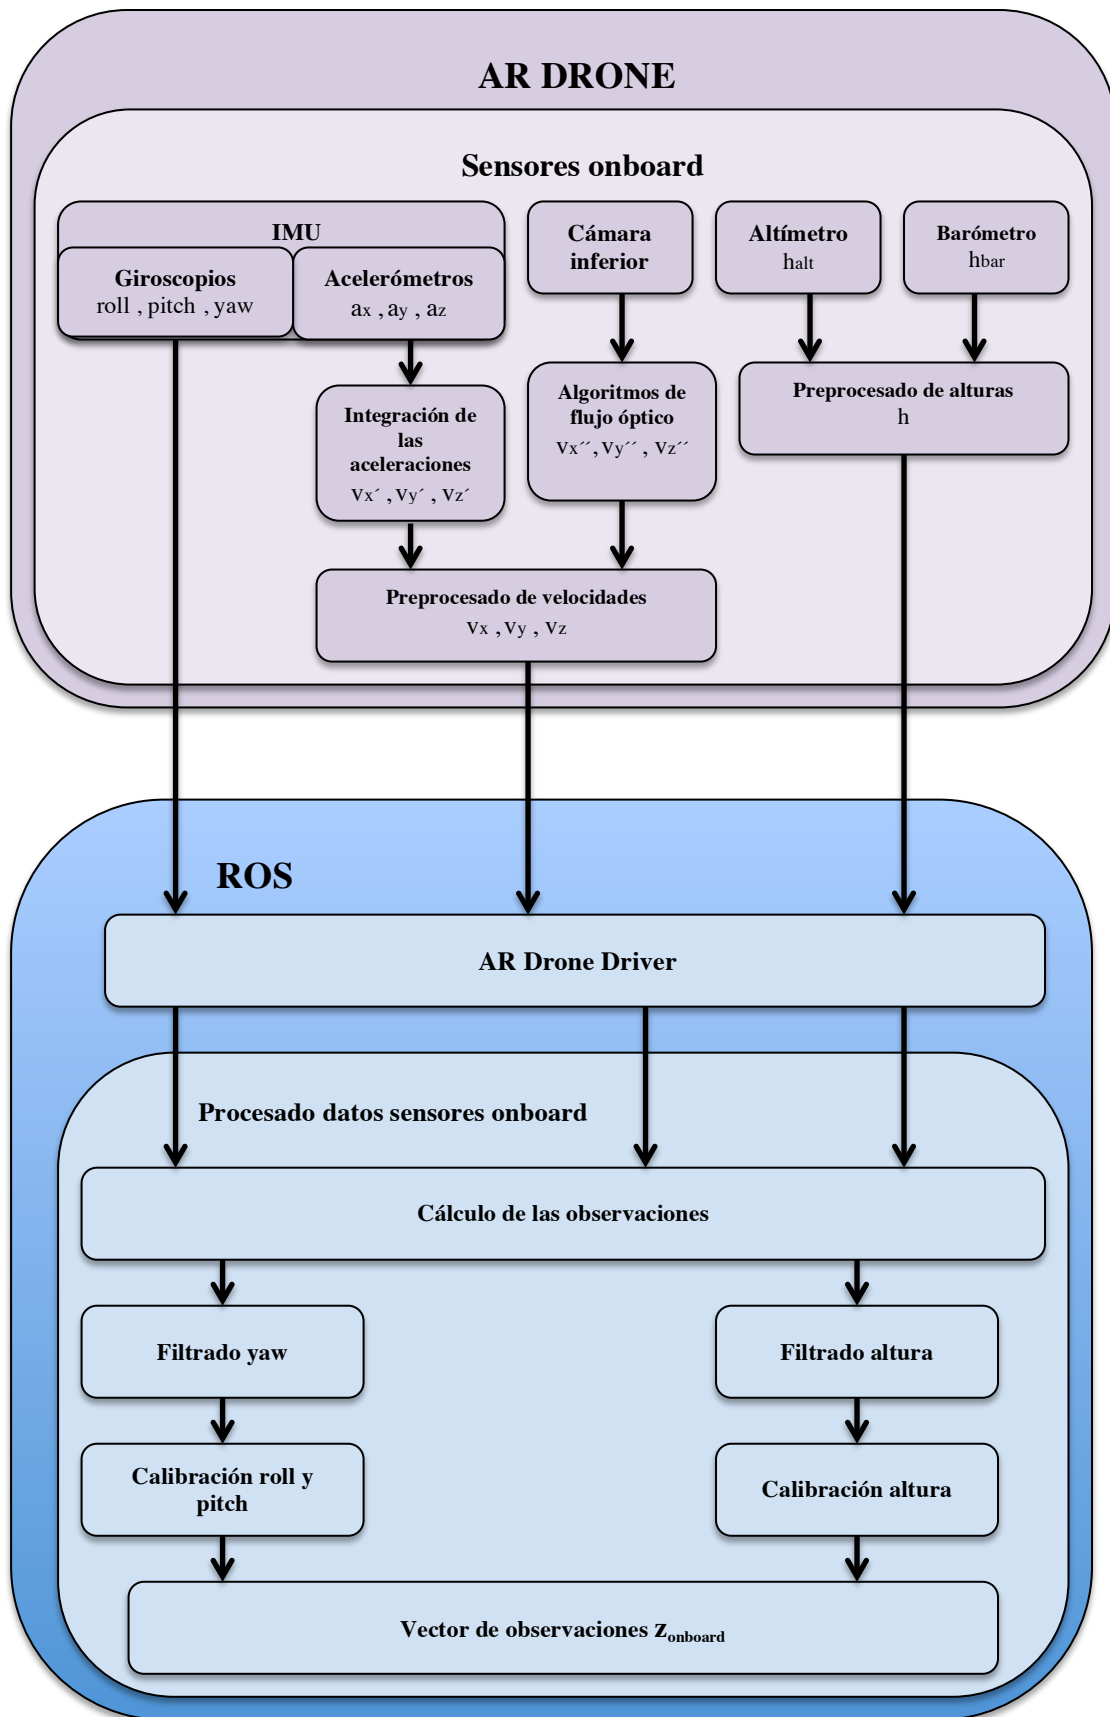 AR DRONE
Sensores onboard
IMU
Giroscopios
roll , pitch , yaw
Acelerómetros
ax , ay , az
Cámara
inferior
Altímetro
halt
Barómetro
hbar
Integración de
las
aceleraciones
vx´ , vy´ , vz´
Algoritmos de
flujo óptico
vx´´, vy´´ , vz´´
Preprocesado de alturas
h
Preprocesado de velocidades
vx , vy , vz
ROS
AR Drone Driver
Procesado datos sensores onboard
Cálculo de las observaciones
Filtrado yaw
Filtrado altura
Calibración roll y
pitch
Calibración altura
Vector de observaciones zonboard